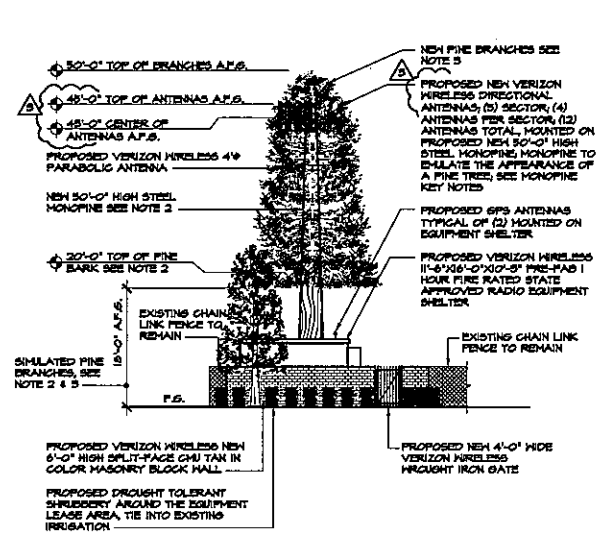 50'-0" TOP OF BRANCHES A.F.G.
48'-0" TOP OF ANTENNAS A.F.G.
45'-0" CENTER OF
ANTENNAS A.F.G.
PROPOSED VERIZON WIRELESS 4'Φ
PARABOLIC ANTENNA
NEW 50'-0" HIGH STEEL
MONOPINE SEE NOTE 2
20'-0" TOP OF PINE
BARK SEE NOTE 2
15'-0" A.F.G.
EXISTING CHAIN
LINK FENCE TO
REMAIN
SIMULATED PINE
BRANCHES, SEE
NOTE 2 & 3
F.G.
PROPOSED VERIZON WIRELESS NEW
6'-0" HIGH SPLIT-FACE CMU TAN IN
COLOR MASONRY BLOCK WALL
PROPOSED DROUGHT TOLERANT
SHRUBBERY AROUND THE EQUIPMENT
LEASE AREA, TIE INTO EXISTING
IRRIGATION
NEW PINE BRANCHES SEE
NOTE 3
PROPOSED NEW VERIZON
WIRELESS DIRECTIONAL
ANTENNAS; (3) SECTOR; (4)
ANTENNAS PER SECTOR; (12)
ANTENNAS TOTAL, MOUNTED ON
PROPOSED NEW 50'-0" HIGH
STEEL MONOPINE; MONOPINE TO
EMULATE THE APPEARANCE OF
A PINE TREE; SEE MONOPINE
KEY NOTES
PROPOSED GPS ANTENNAS
TYPICAL OF (2) MOUNTED ON
EQUIPMENT SHELTER
PROPOSED VERIZON WIRELESS
11'-6"X16'-0"X10'-5" PRE-FAB 1
HOUR FIRE RATED STATE
APPROVED RADIO EQUIPMENT
SHELTER
EXISTING CHAIN LINK
FENCE TO REMAIN
PROPOSED NEW 4'-0" WIDE
VERIZON WIRELESS
WROUGHT IRON GATE